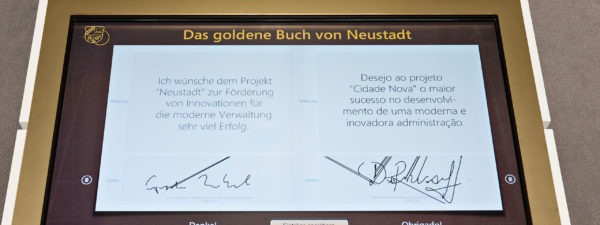 Das goldene Buch von Neustadt
Ich wünsche dem Projekt
"Neustadt" zur Förderung
von Innovationen für
die moderne Verwaltung
sehr viel Erfolg.
Desejo ao projeto
"Cidade Nova" o maior
sucesso no desenvolvi-
mento de uma moderna e
inovadora administração.
Danke!
Obrigado!